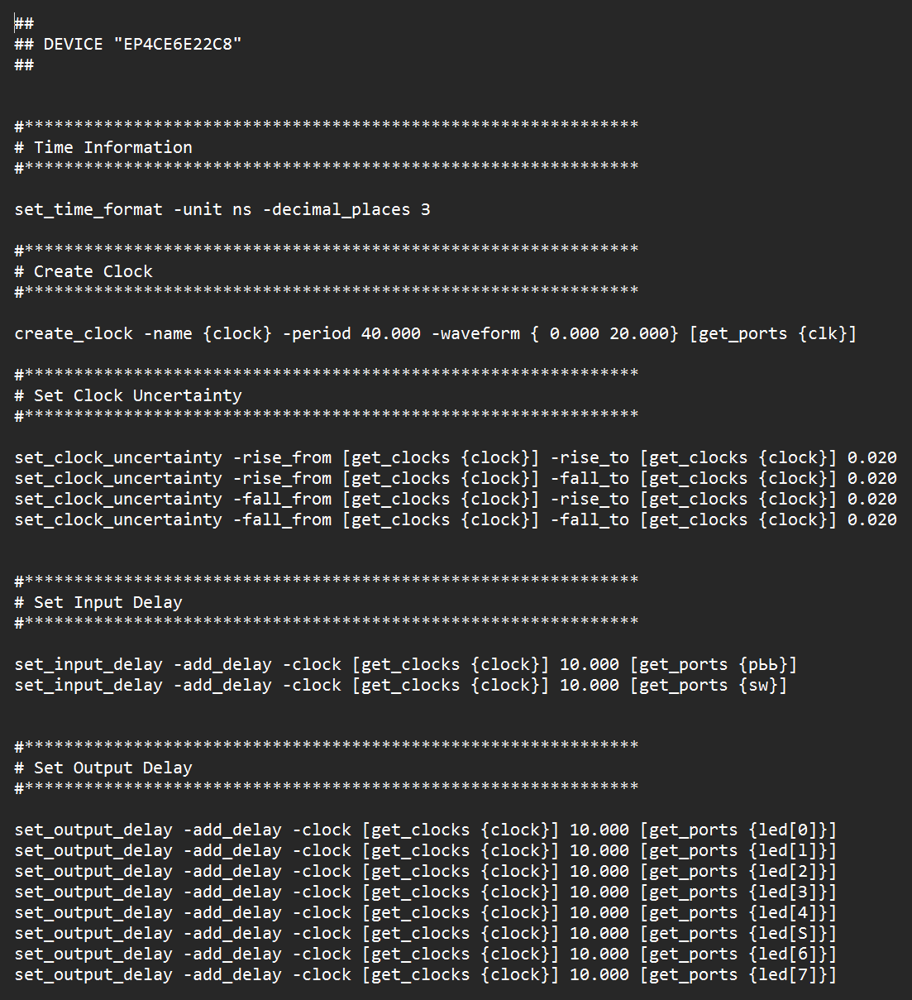 ##
## DEVICE "EP4CE6E22C8"
##
#**************************************************************
# Time Information
#**************************************************************
set_time_format -unit ns -decimal_places 3
#**************************************************************
# Create Clock
#**************************************************************
create_clock -name {clock} -period 40.000 -waveform { 0.000 20.000} [get_ports {clk}]
#**************************************************************
# Set Clock Uncertainty
#**************************************************************
set_clock_uncertainty -rise_from [get_clocks {clock}] -rise_to [get_clocks {clock}] 0.020
set_clock_uncertainty -rise_from [get_clocks {clock}] -fall_to [get_clocks {clock}] 0.020
set_clock_uncertainty -fall_from [get_clocks {clock}] -rise_to [get_clocks {clock}] 0.020
set_clock_uncertainty -fall_from [get_clocks {clock}] -fall_to [get_clocks {clock}] 0.020
#**************************************************************
# Set Input Delay
#**************************************************************
set_input_delay -add_delay -clock [get_clocks {clock}] 10.000 [get_ports {pЬЬ}]
set_input_delay -add_delay -clock [get_clocks {clock}] 10.000 [get_ports {sw}]
#**************************************************************
# Set Output Delay
#**************************************************************
set_output_delay -add_delay -clock [get_clocks {clock}] 10.000 [get_ports {led[0]}]
set_output_delay -add_delay -clock [get_clocks {clock}] 10.000 [get_ports {led[l]}]
set_output_delay -add_delay -clock [get_clocks {clock}] 10.000 [get_ports {led[2]}]
set_output_delay -add_delay -clock [get_clocks {clock}] 10.000 [get_ports {led[3]}]
set_output_delay -add_delay -clock [get_clocks {clock}] 10.000 [get_ports {led[4]}]
set_output_delay -add_delay -clock [get_clocks {clock}] 10.000 [get_ports {led[S]}]
set_output_delay -add_delay -clock [get_clocks {clock}] 10.000 [get_ports {led[6]}]
set_output_delay -add_delay -clock [get_clocks {clock}] 10.000 [get_ports {led[7]}]